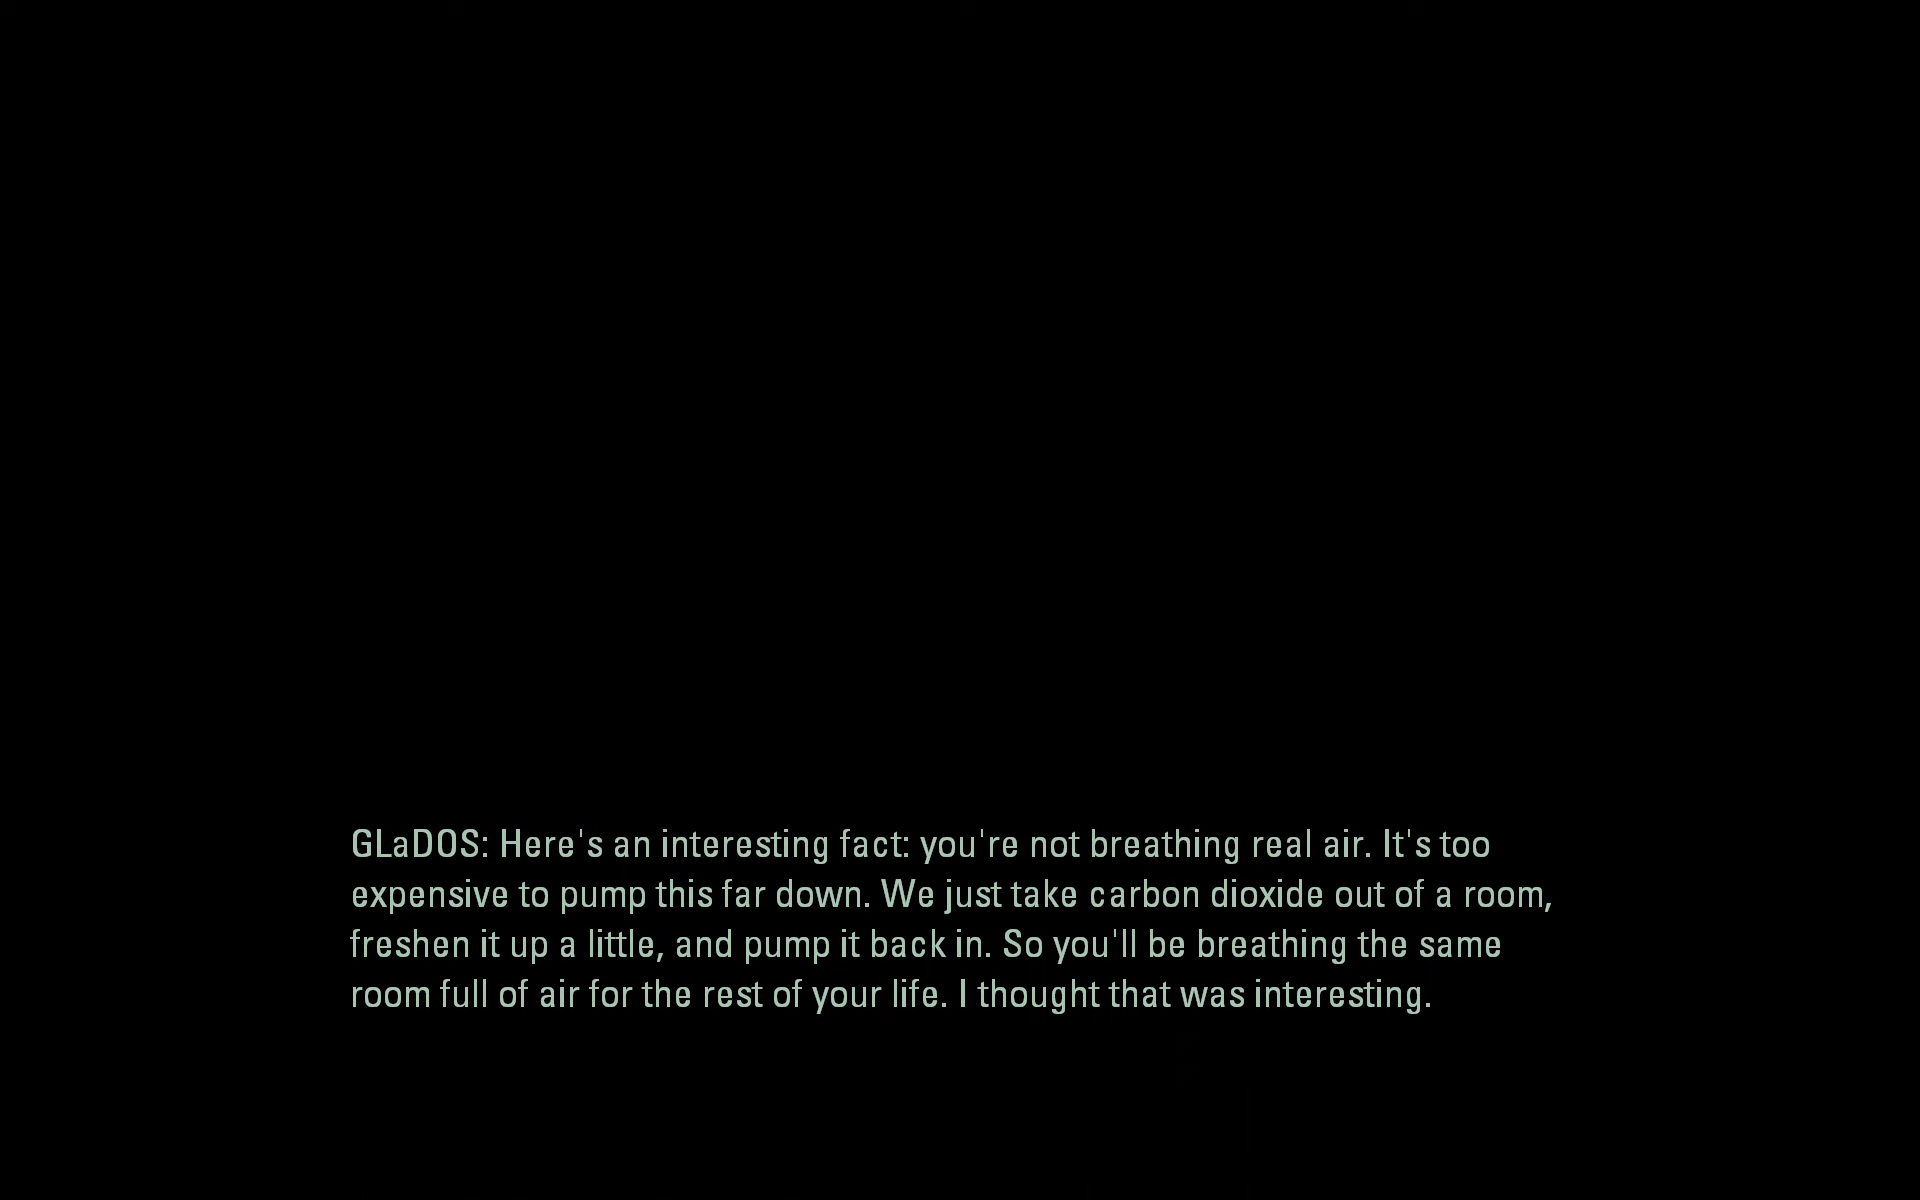 GLaDOS: Here's an interesting fact: you're not breathing real air. It's too
expensive to pump this far down. We just take carbon dioxide out of a room,
freshen it up a little, and pump it back in. So you'll be breathing the same
room full of air for the rest of your life. I thought that was interesting.